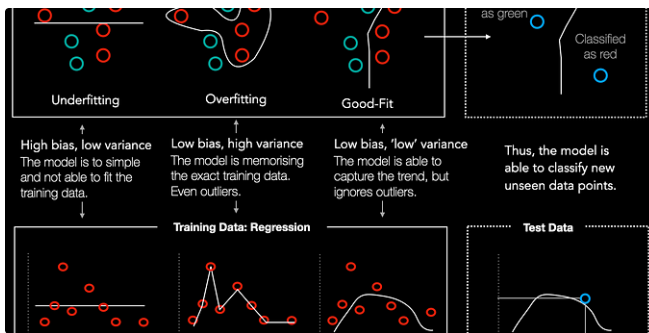 as green
Classified
as red
Underfitting
Overfitting
Good-Fit
High bias, low variance
The model is to simple
and not able to fit the
training data.
Low bias, high variance
The model is memorising
the exact training data.
Even outliers.
Low bias, 'low' variance
The model is able to
capture the trend, but
ignores outliers.
Thus, the model is
able to classify new
unseen data points.
Training Data: Regression
Test Data